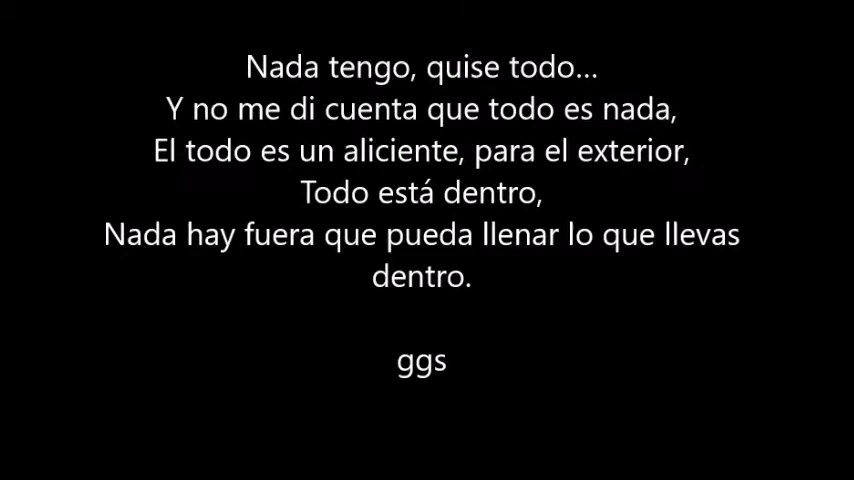 Nada tengo, quise todo...
Y no me di cuenta que todo es nada,
El todo es un aliciente, para el exterior,
Todo está dentro,
Nada hay fuera que pueda llenar lo que llevas
dentro.
ggs